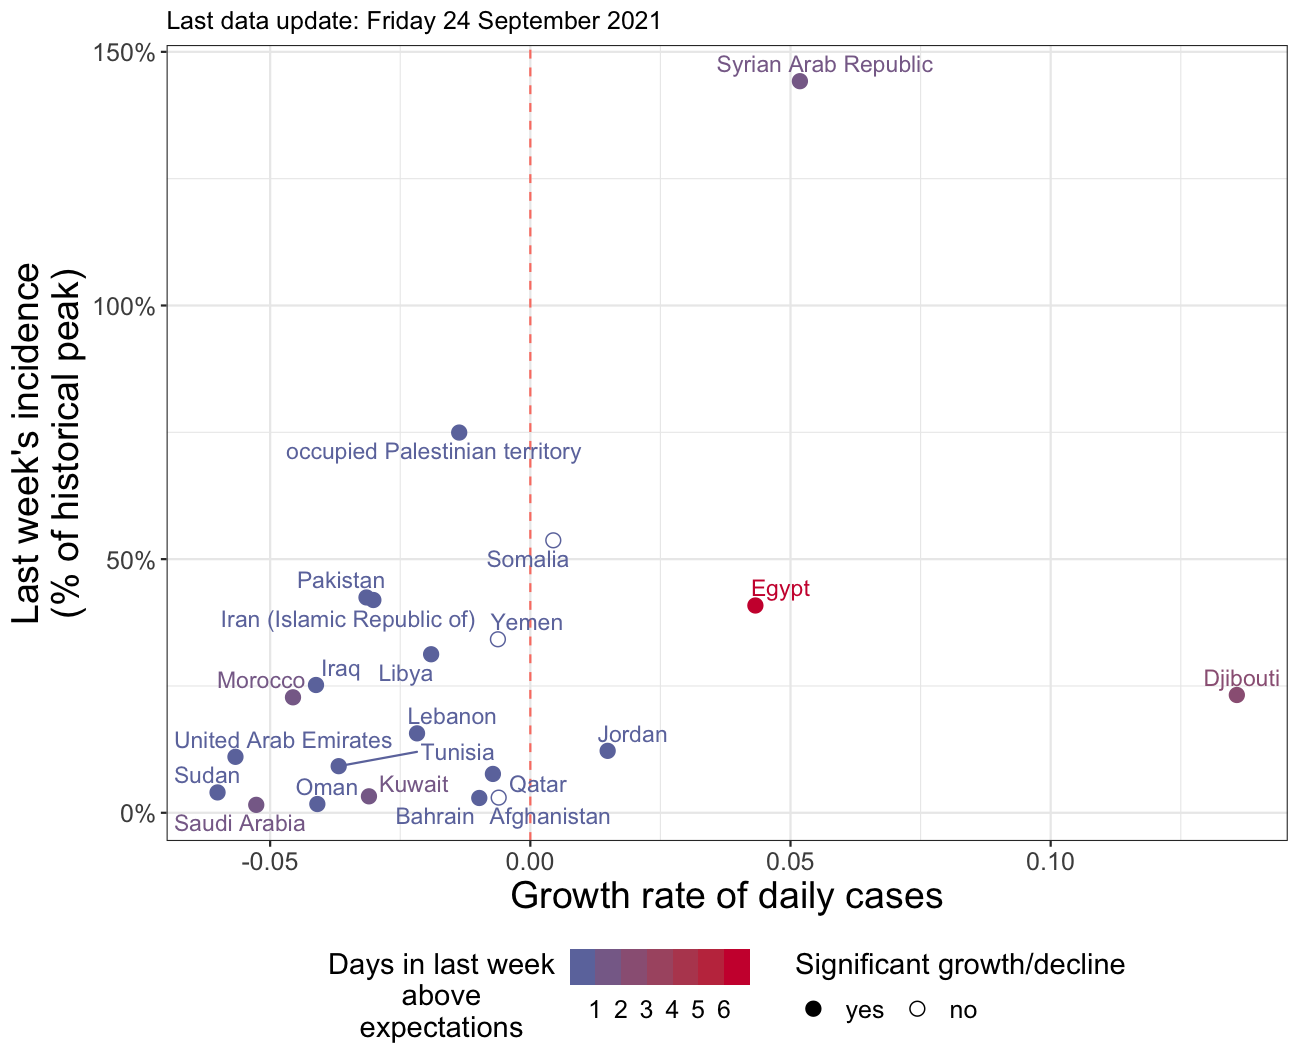 Last data update: Friday 24 September 2021
150%
100%
50%
0%
Last week's incidence
(% of historical peak)
Syrian Arab Republic
occupied Palestinian territory
Somalia
Pakistan
Egypt
Iran (Islamic Republic of)
Yemen
Iraq
Libya
Morocco
Djibouti
Lebanon
Jordan
United Arab Emirates
Tunisia
Sudan
Oman
Kuwait
Qatar
Saudi Arabia
Bahrain
Afghanistan
-0.05
0.00
0.05
0.10
Growth rate of daily cases
Days in last week
above
expectations
1 2 3 4 5 6
Significant growth/decline
yes
no